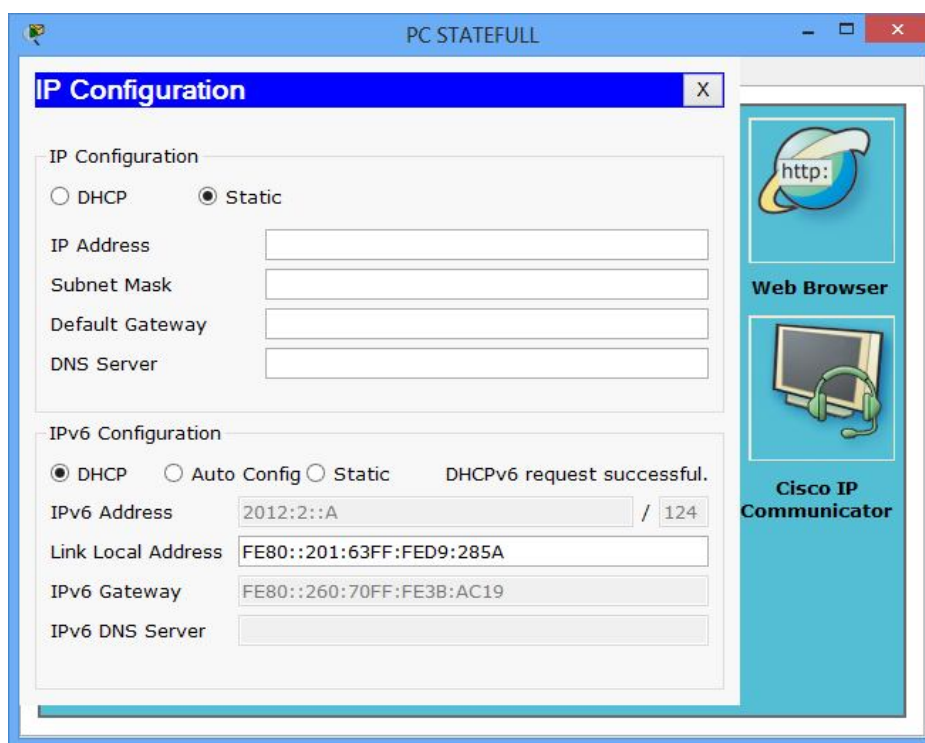 PC STATEFULL
IP Configuration
X
IP Configuration
DHCP Static
IP Address
Subnet Mask
Default Gateway
DNS Server
IPv6 Configuration
DHCP Auto Config Static DHCPv6 request successful.
IPv6 Address 2012:2::A / 124
Link Local Address FE80::201:63FF:FED9:285A
IPv6 Gateway FE80::260:70FF:FE3B:AC19
IPv6 DNS Server
http:
Web Browser
Cisco IP
Communicator